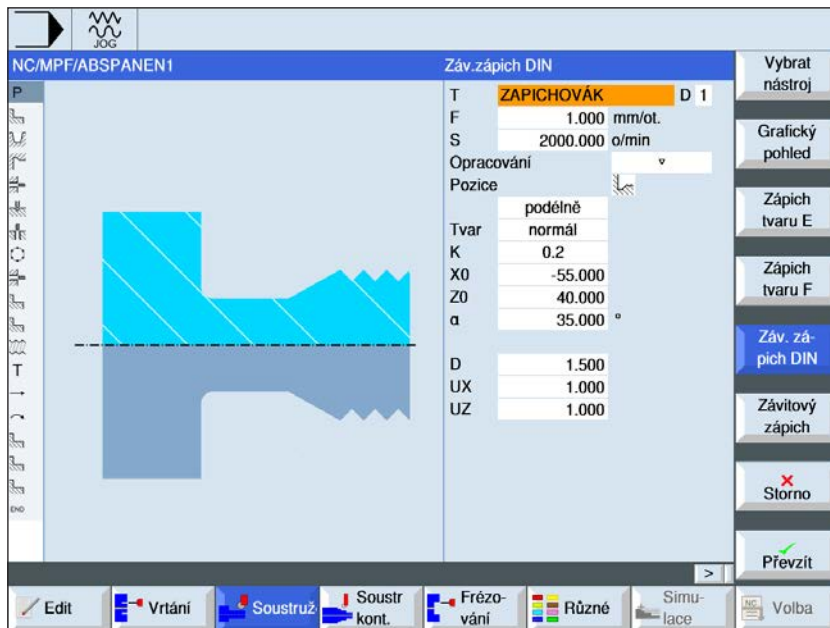 JOG
NC/MPF/ABSPANEN1
Záv.zápich DIN
P
T ZAPICHOVÁK D 1
F 1.000 mm/ot.
S 2000.000 o/min
Opracování ▿
Pozice
podélně
Tvar normál
K 0.2
X0 -55.000
Z0 40.000
α 35.000 °
D 1.500
UX 1.000
UZ 1.000
T
END
Vybrat
nástroj
Grafický
pohled
Zápich
tvaru E
Zápich
tvaru F
Záv. zá-
pich DIN
Závitový
zápich
Storno
Převzít
>
Edit
Vrtání
Soustruž
Soustr
kont.
Frézo-
vání
Různé
Simu-
lace
NC
Volba